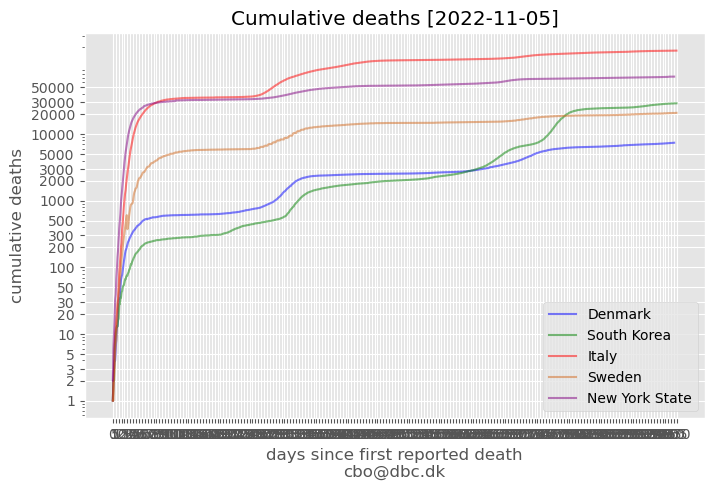 Cumulative deaths [2022-11-05]
cumulative deaths
50000
30000
20000
10000
5000
3000
2000
1000
500
300
200
100
50
30
20
10
5
3
2
1
Denmark
South Korea
Italy
Sweden
New York State
days since first reported death
cbo@dbc.dk